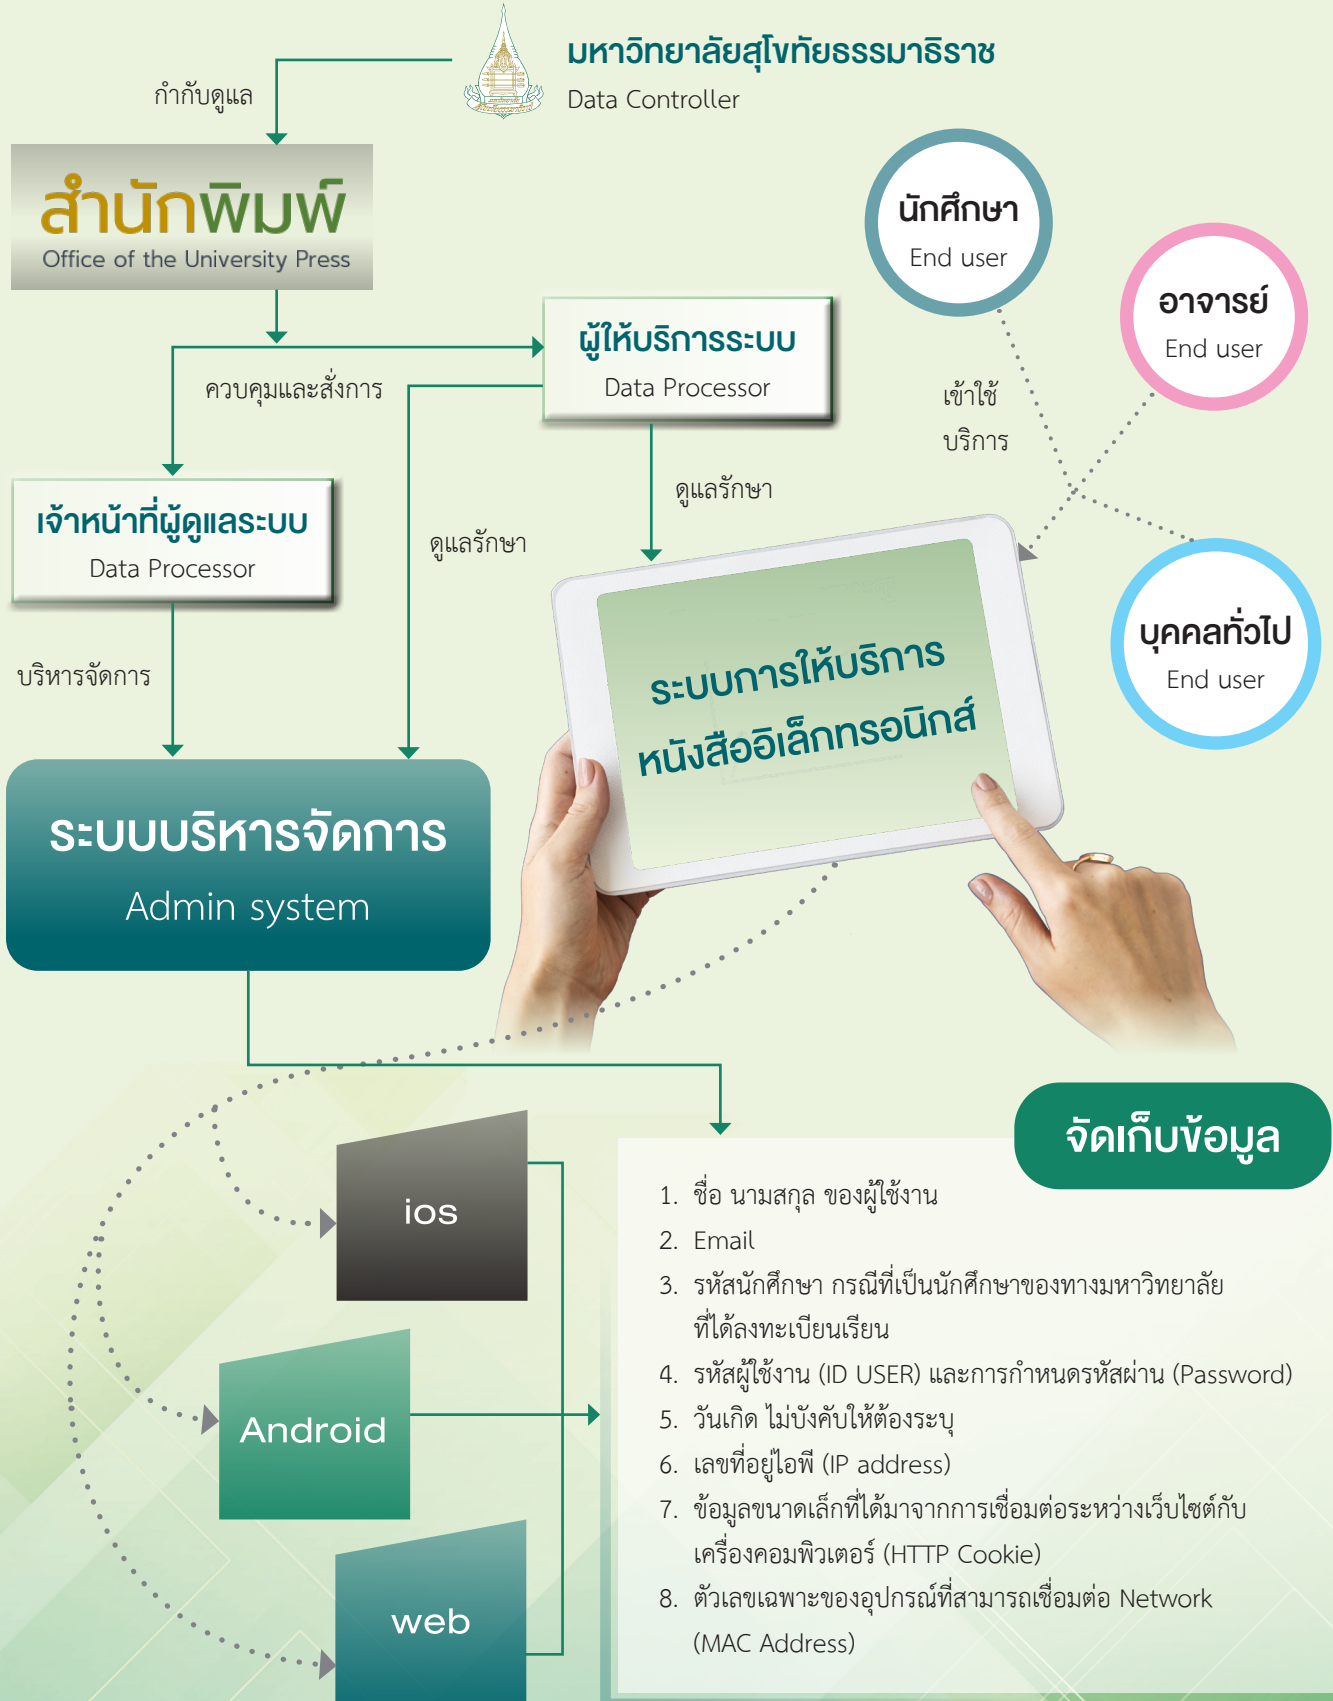 มหาวิทยาลัยสุโขทัยธรรมาธิราช
Data Controller
กำกับดูแล
สำนักพิมพ์
Office of the University Press
นักศึกษา
End user
อาจารย์
End user
ผู้ให้บริการระบบ
Data Processor
ควบคุมและสั่งการ
เข้าใช้
บริการ
เจ้าหน้าที่ผู้ดูแลระบบ
Data Processor
ดูแลรักษา
ดูแลรักษา
บุคคลทั่วไป
End user
บริหารจัดการ
ระบบการให้บริการ
หนังสืออิเล็กทรอนิกส์
ระบบบริหารจัดการ
Admin system
จัดเก็บข้อมูล
ios
Android
web
1. ชื่อ นามสกุล ของผู้ใช้งาน
2. Email
3. รหัสนักศึกษา กรณีที่เป็นนักศึกษาของทางมหาวิทยาลัย
ที่ได้ลงทะเบียนเรียน
4. รหัสผู้ใช้งาน (ID USER) และการกำหนดรหัสผ่าน (Password)
5. วันเกิด ไม่บังคับให้ต้องระบุ
6. เลขที่อยู่ไอพี (IP address)
7. ข้อมูลขนาดเล็กที่ได้มาจากการเชื่อมต่อระหว่างเว็บไซต์กับ
เครื่องคอมพิวเตอร์ (HTTP Cookie)
8. ตัวเลขเฉพาะของอุปกรณ์ที่สามารถเชื่อมต่อ Network
(MAC Address)